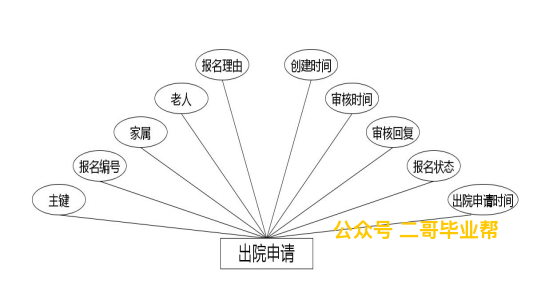 报名理由
创建时间
老人
审核时间
家属
审核回复
报名编号
报名状态
主键
出院申请时间
公众号 二哥毕业帮
出院申请